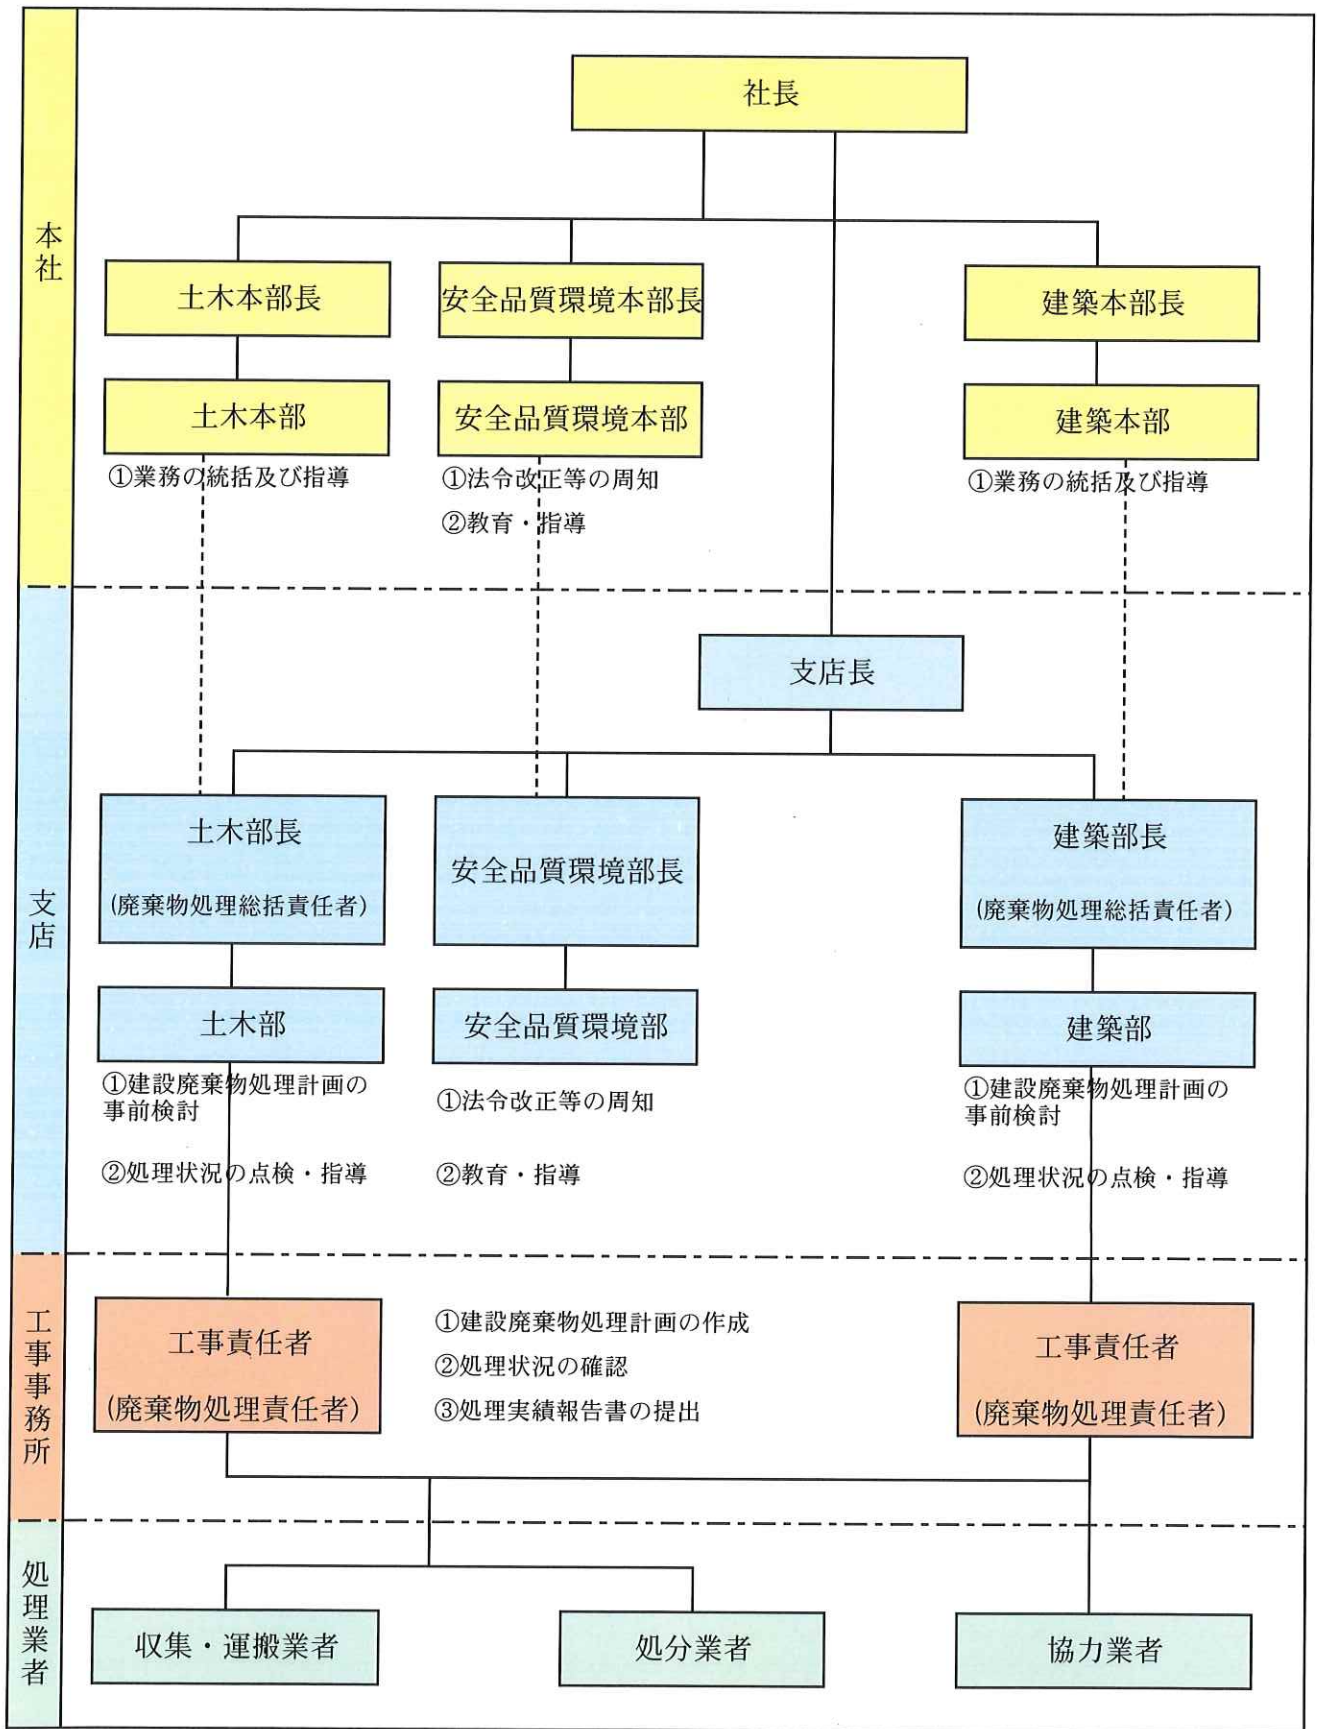 本社
社長
土木本部長
安全品質環境本部長
建築本部長
土木本部
安全品質環境本部
建築本部
①業務の統括及び指導
①法令改正等の周知
②教育・指導
①業務の統括及び指導
支店
支店長
土木部長
(廃棄物処理総括責任者)
安全品質環境部長
建築部長
(廃棄物処理総括責任者)
土木部
安全品質環境部
建築部
①建設廃棄物処理計画の
事前検討
②処理状況の点検・指導
①法令改正等の周知
②教育・指導
①建設廃棄物処理計画の
事前検討
②処理状況の点検・指導
工事事務所
工事責任者
(廃棄物処理責任者)
①建設廃棄物処理計画の作成
②処理状況の確認
③処理実績報告書の提出
工事責任者
(廃棄物処理責任者)
処理業者
収集・運搬業者
処分業者
協力業者